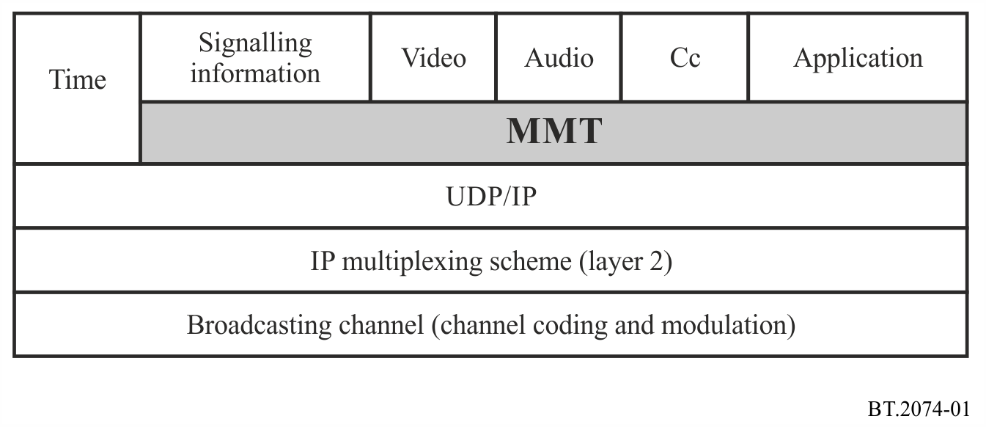 Time
Signalling
information
Video
Audio
Cc
Application
MMT
UDP/IP
IP multiplexing scheme (layer 2)
Broadcasting channel (channel coding and modulation)
BT.2074-01